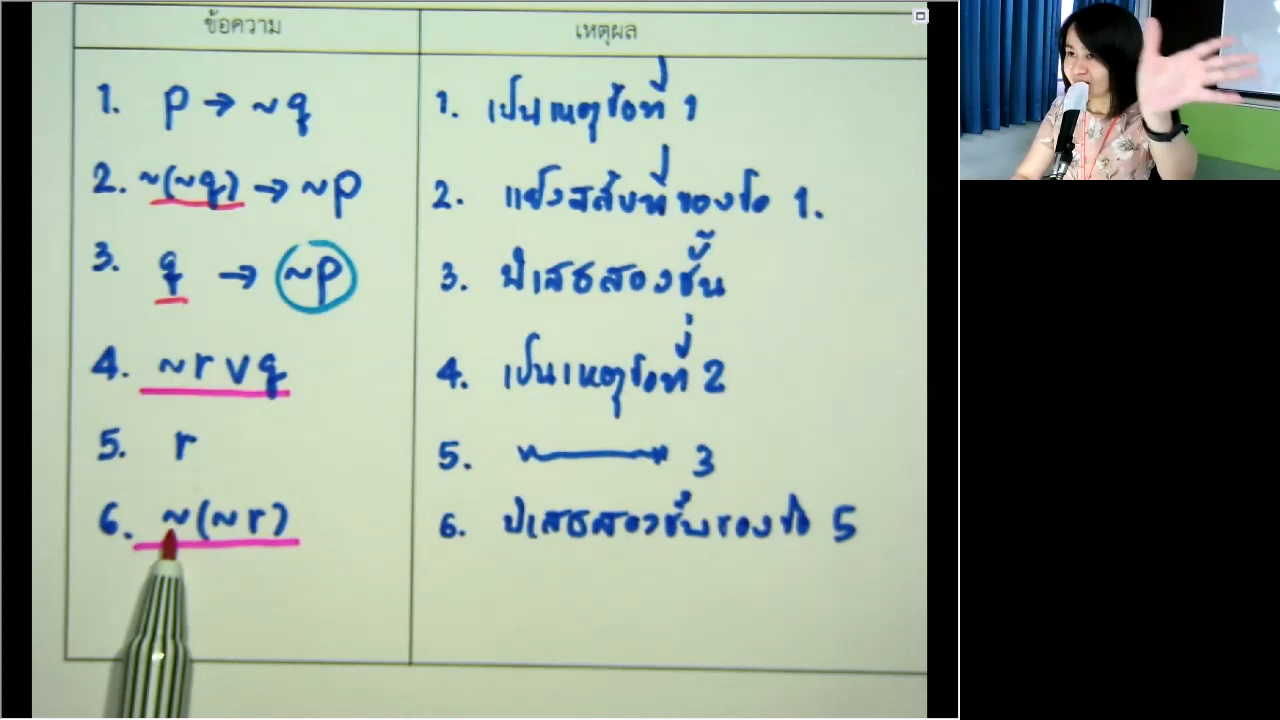 ข้อความ เหตุผล
1. p → ~q 1. เป็นเหตุข้อที่ 1
2. ~(~q) → ~p 2. แย้งสลับที่ของข้อ 1.
3. q → ~p 3. ปฏิเสธสองชั้น
4. ~r ∨ q 4. เป็นเหตุข้อที่ 2
5. r 5. 3
6. ~(~r) 6. ปฏิเสธสองชั้นของข้อ 5